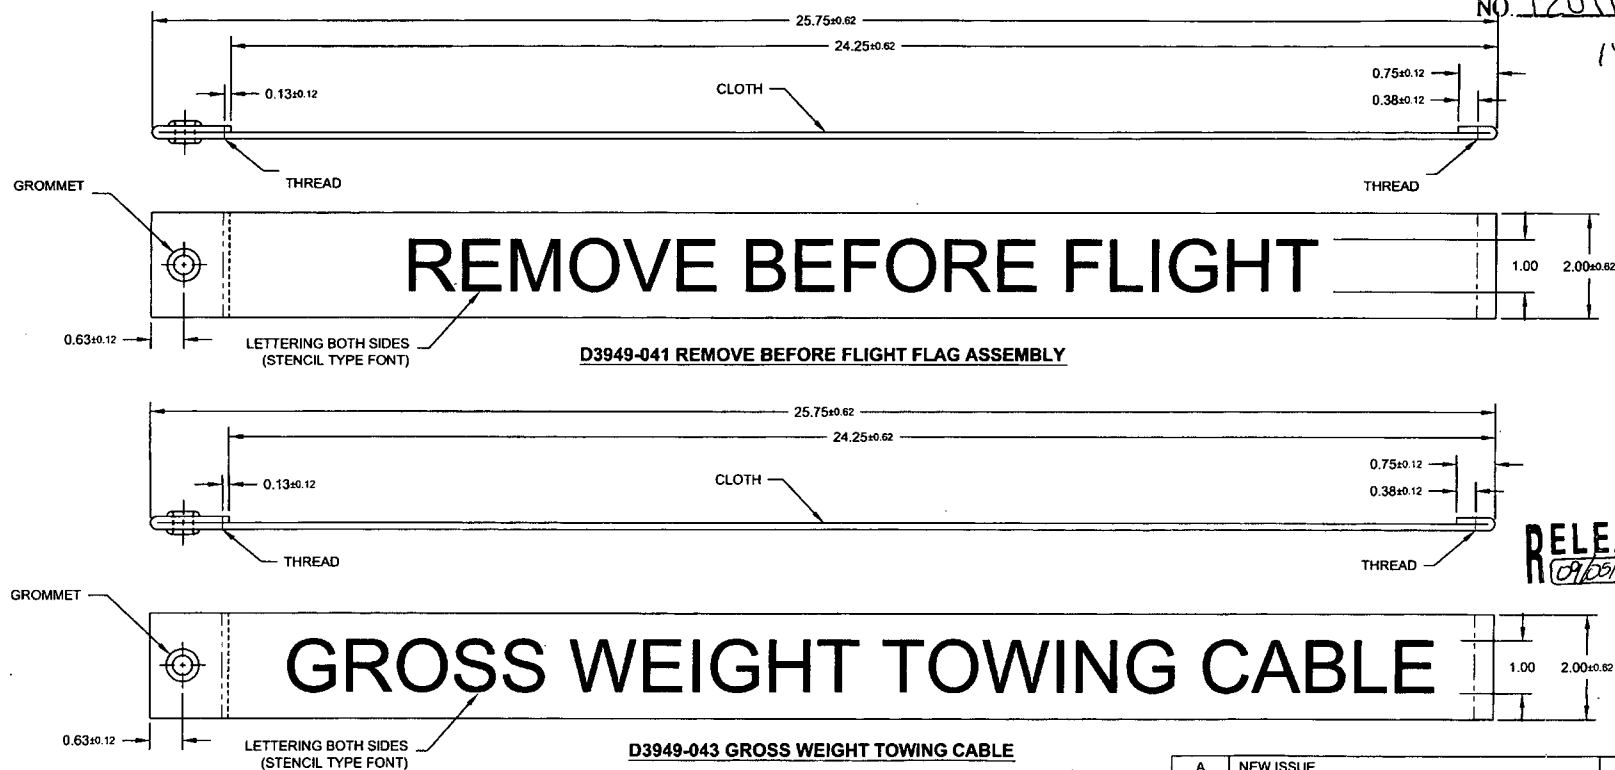 NO.
25.75±0.62
24.25±0.62
0.75±0.12
0.13±0.12
CLOTH
0.38±0.12
THREAD
THREAD
GROMMET
REMOVE BEFORE FLIGHT
1.00
2.00±0.62
0.63±0.12
LETTERING BOTH SIDES
(STENCIL TYPE FONT)
D3949-041 REMOVE BEFORE FLIGHT FLAG ASSEMBLY
25.75±0.62
24.25±0.62
0.75±0.12
0.13±0.12
CLOTH
0.38±0.12
THREAD
THREAD
GROMMET
GROSS WEIGHT TOWING CABLE
1.00
2.00±0.62
0.63±0.12
LETTERING BOTH SIDES
(STENCIL TYPE FONT)
D3949-043 GROSS WEIGHT TOWING CABLE
A NEW ISSUE